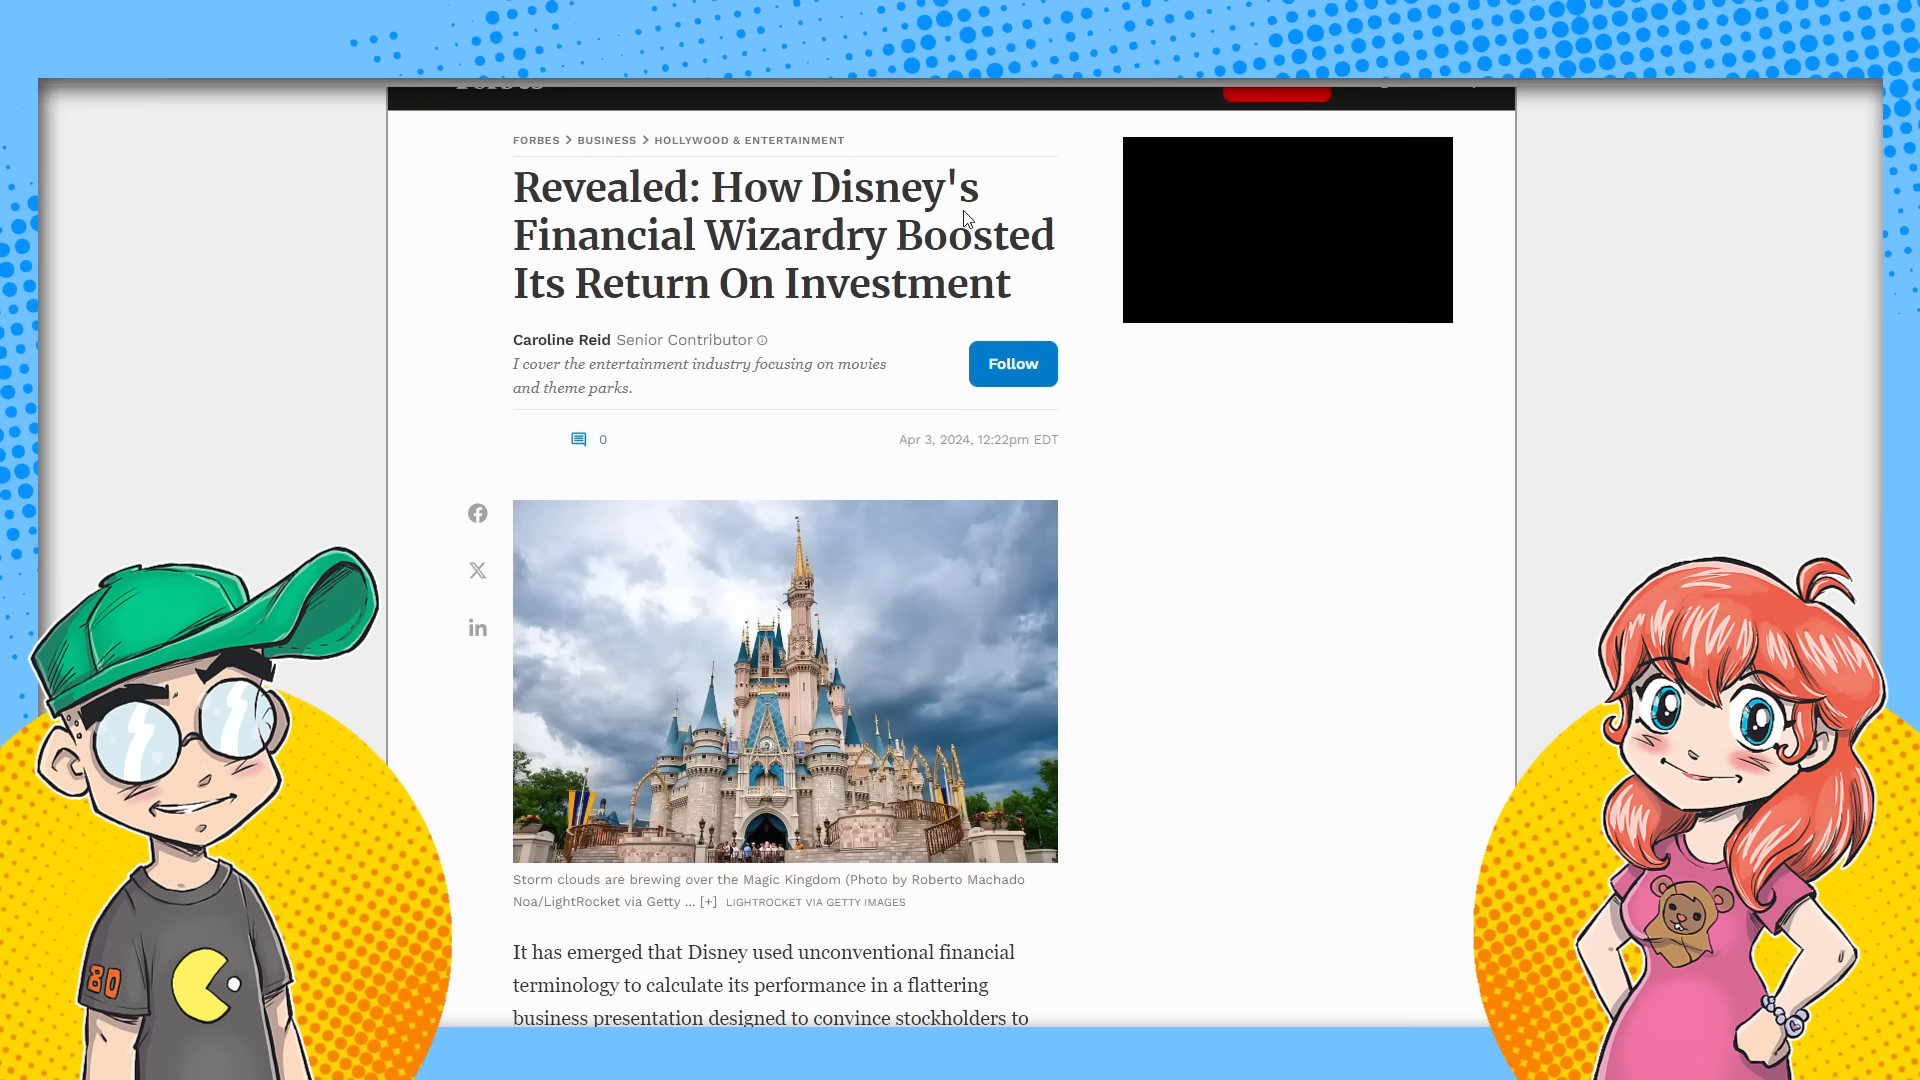 FORBES > BUSINESS > HOLLYWOOD & ENTERTAINMENT
Revealed: How Disney's
Financial Wizardry Boosted
Its Return On Investment
Caroline Reid Senior Contributor
I cover the entertainment industry focusing on movies
and theme parks.
Follow
0
Apr 3, 2024, 12:22pm EDT
Storm clouds are brewing over the Magic Kingdom (Photo by Roberto Machado
Noa/LightRocket via Getty ... [+] LIGHTROCKET VIA GETTY IMAGES
It has emerged that Disney used unconventional financial
terminology to calculate its performance in a flattering
business presentation designed to convince stockholders to
80